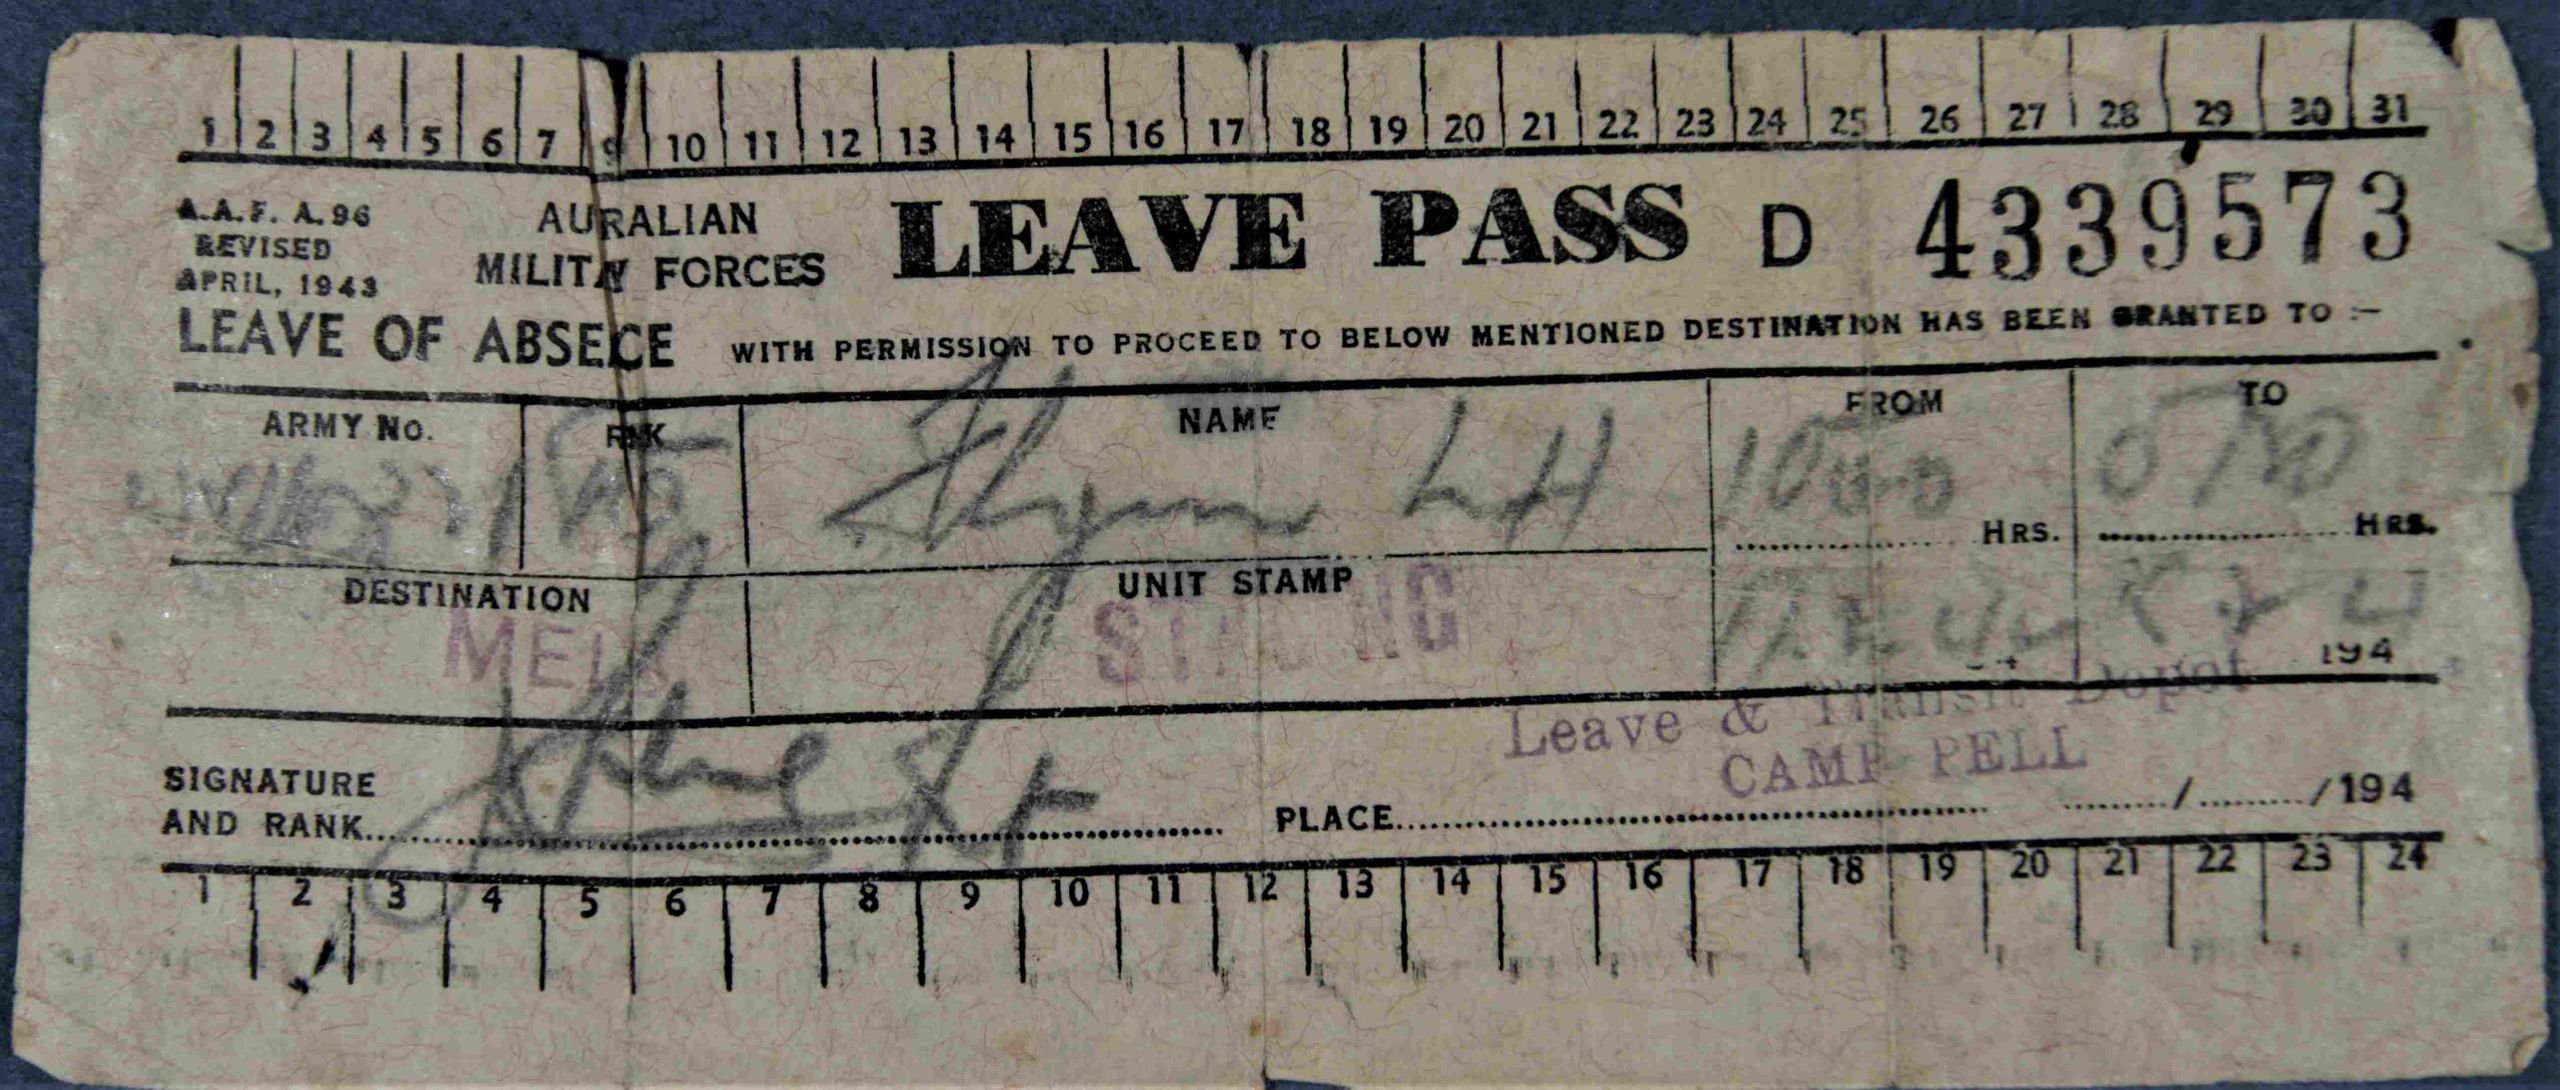 1 2 3 4 5 6 7 9 10 11 12 13 14 15 16 17 18 19 20 21 22 23 24 25 26 27 28 29 30 31
A.A.F. A.96
REVISED
APRIL, 1943
AURALIAN
MILITY FORCES
LEAVE PASS D 4339573
LEAVE OF ABSECE WITH PERMISSION TO PROCEED TO BELOW MENTIONED DESTINATION HAS BEEN GRANTED TO :-
ARMY No. RNK NAME FROM TO
Flynn L H
HRS. HRS.
DESTINATION UNIT STAMP
194
Leave & Transit Depot
CAMP PELL
SIGNATURE
AND RANK PLACE / /194
1 2 3 4 5 6 7 8 9 10 11 12 13 14 15 16 17 18 19 20 21 22 23 24